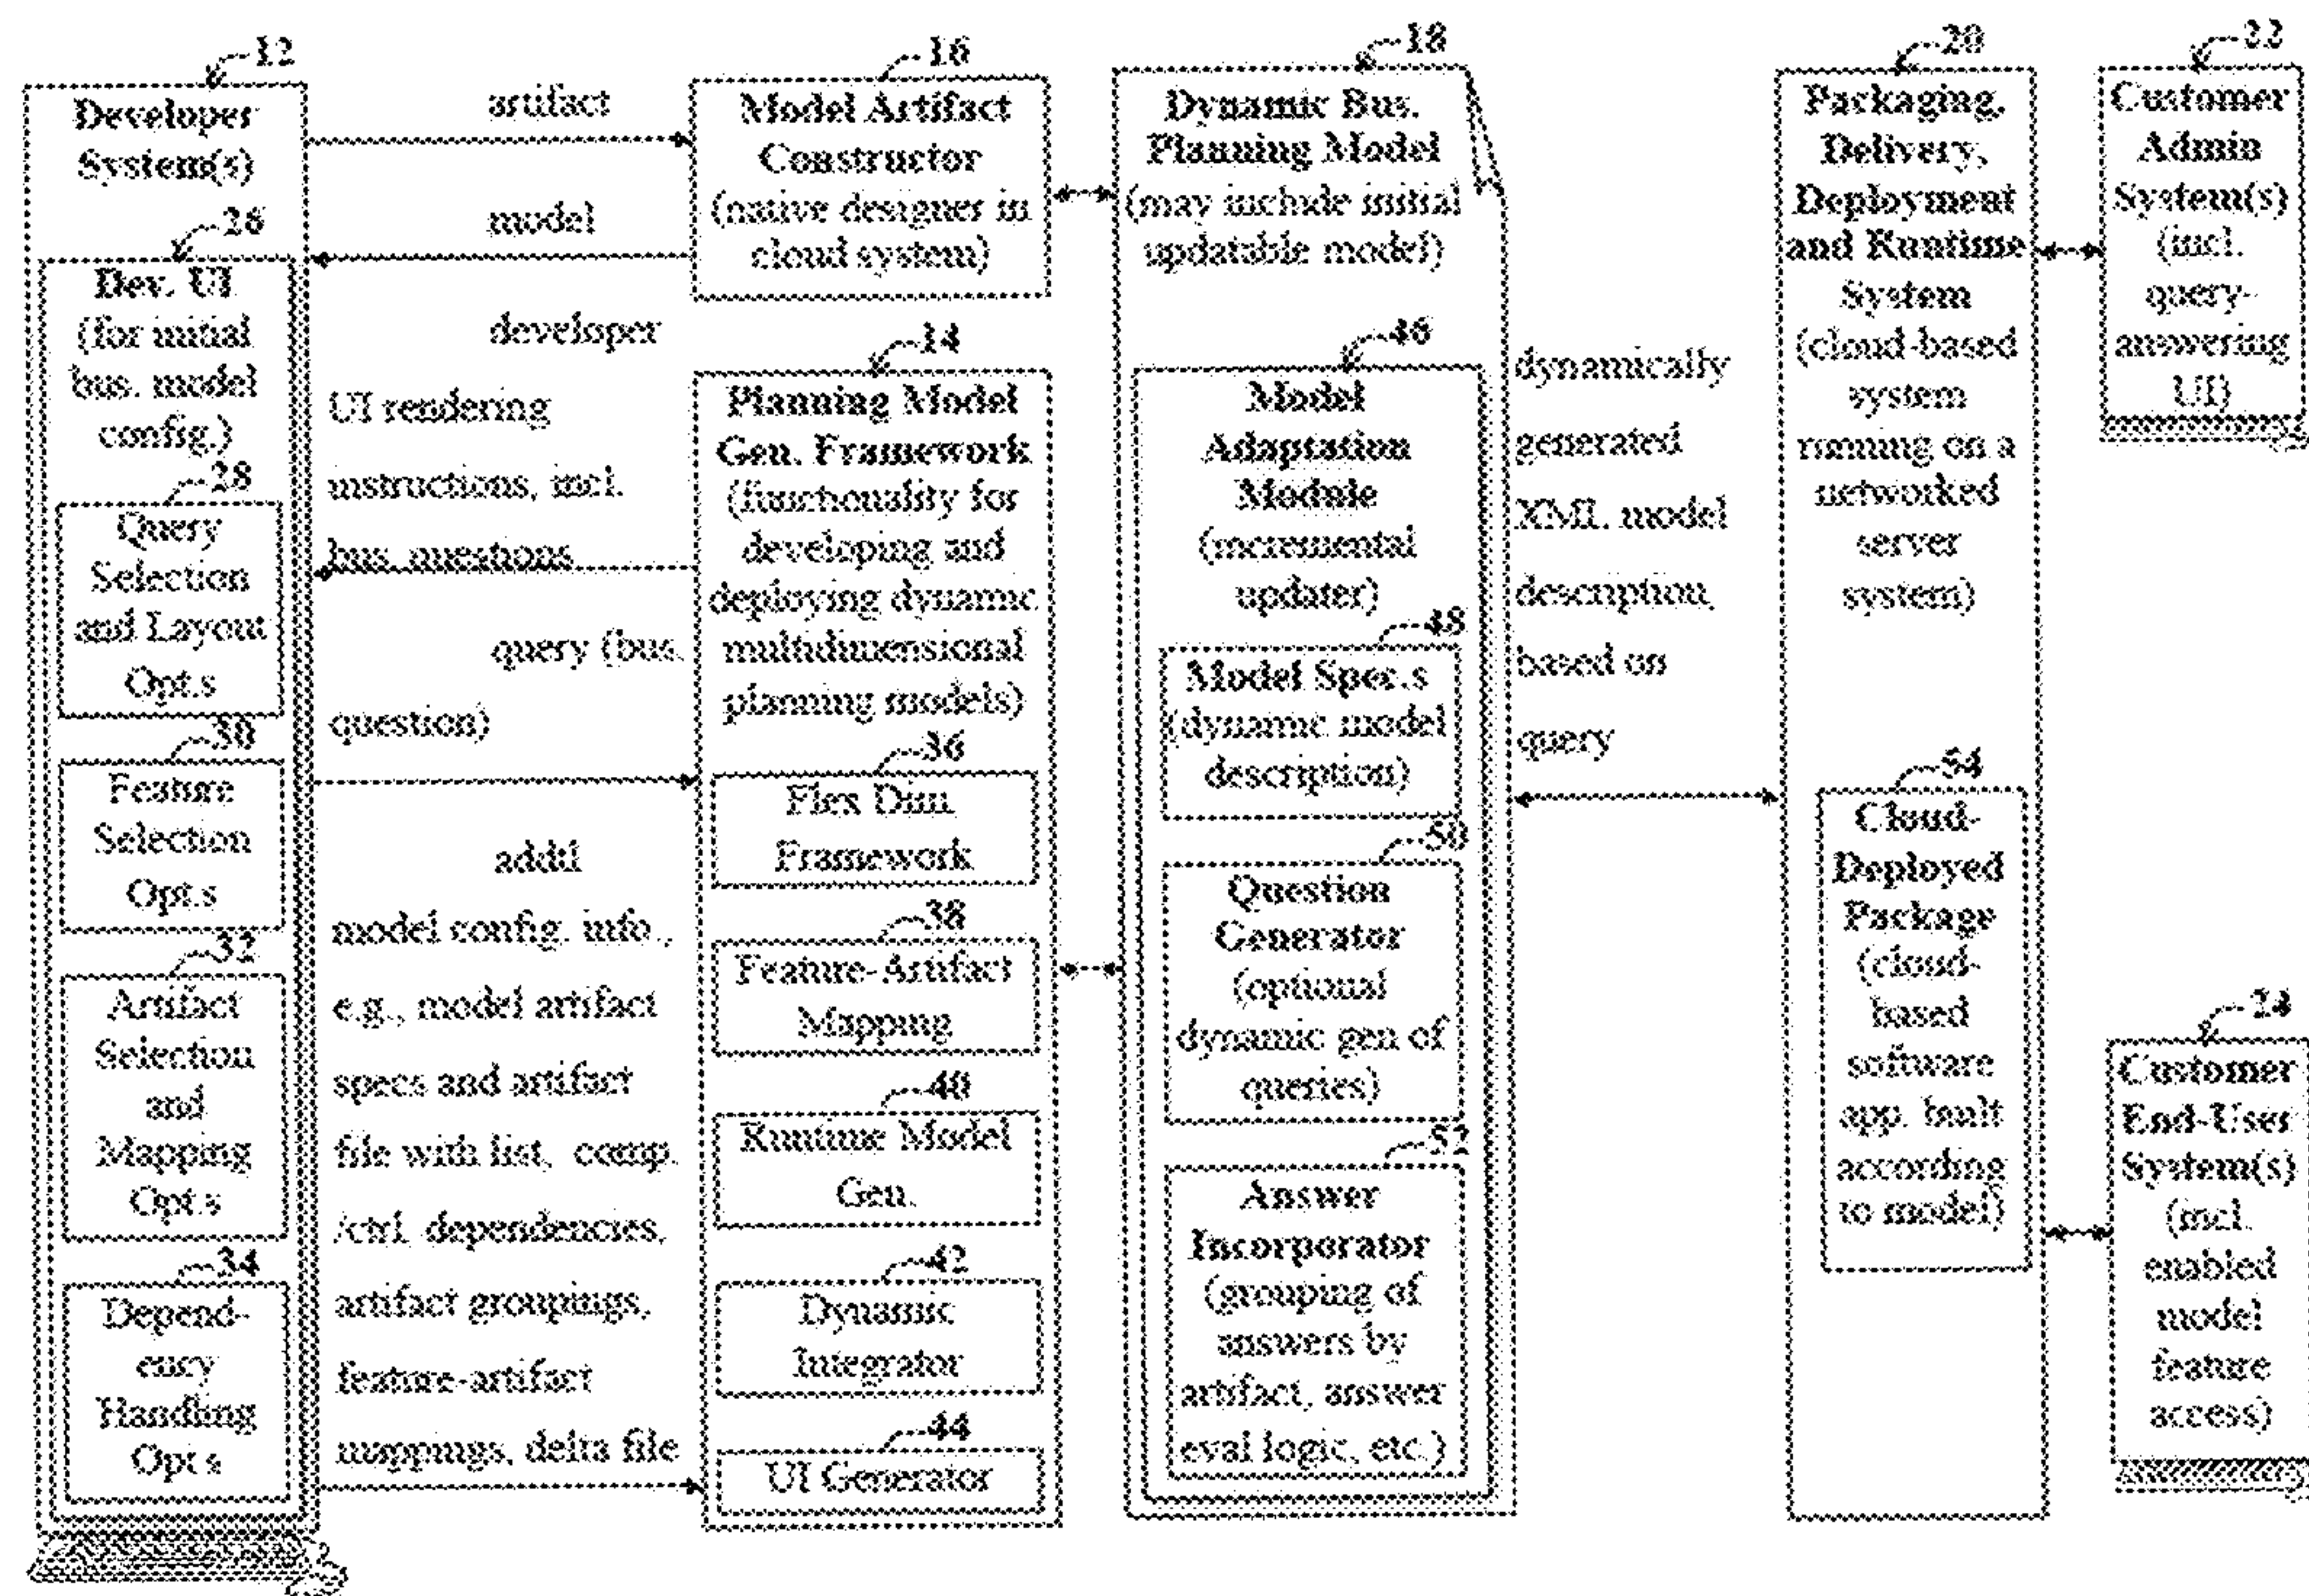 12
Developer
System(s)
26
Dev. UI
(for initial
bus. model
config.)
28
Query
Selection
and Layout
Opt.s
30
Feature
Selection
Opt.s
32
Artifact
Selection
and
Mapping
Opt.s
34
Depend-
ency
Handling
Opt.s
artifact
model
developer
UI rendering
instructions, incl.
bus. questions
query (bus.
question)
addtl
model config. info.,
e.g., model artifact
specs and artifact
file with list, comp.
/ctrl. dependencies,
artifact groupings,
feature-artifact
mappings, delta file
16
Model Artifact
Constructor
(native designer in
cloud system)
14
Planning Model
Gen. Framework
(functionality for
developing and
deploying dynamic
multidimensional
planning models)
36
Flex Dim.
Framework
38
Feature-Artifact
Mapping
40
Runtime Model
Gen.
42
Dynamic
Integrator
44
UI Generator
18
Dynamic Bus.
Planning Model
(may include initial
updatable model)
46
Model
Adaptation
Module
(incremental
updater)
48
Model Spec.s
(dynamic model
description)
50
Question
Generator
(optional
dynamic gen of
queries)
52
Answer
Incorporator
(grouping of
answers by
artifact, answer
eval logic, etc.)
dynamically
generated
XML model
description,
based on
query
20
Packaging,
Delivery,
Deployment
and Runtime
System
(cloud-based
system
running on a
networked
server
system)
54
Cloud-
Deployed
Package
(cloud-
based
software
app. built
according
to model)
22
Customer
Admin
System(s)
(incl.
query-
answering
UI)
24
Customer
End-User
System(s)
(incl.
enabled
model
feature
access)